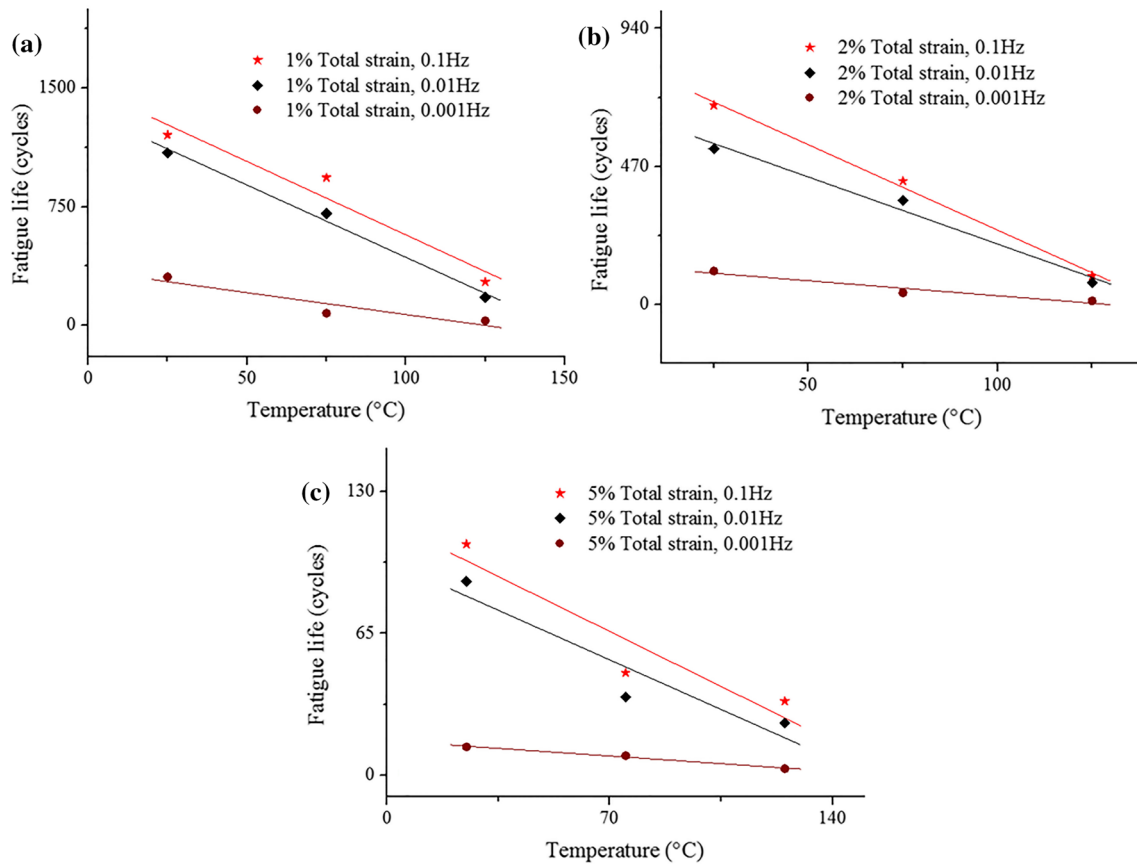 (a)
1% Total strain, 0.1Hz
1% Total strain, 0.01Hz
1% Total strain, 0.001Hz
1500
750
0
Fatigue life (cycles)
0
50
100
150
Temperature (°C)
(b)
940
2% Total strain, 0.1Hz
2% Total strain, 0.01Hz
2% Total strain, 0.001Hz
470
0
Fatigue life (cycles)
50
100
Temperature (°C)
(c)
130
5% Total strain, 0.1Hz
5% Total strain, 0.01Hz
5% Total strain, 0.001Hz
65
0
Fatigue life (cycles)
0
70
140
Temperature (°C)